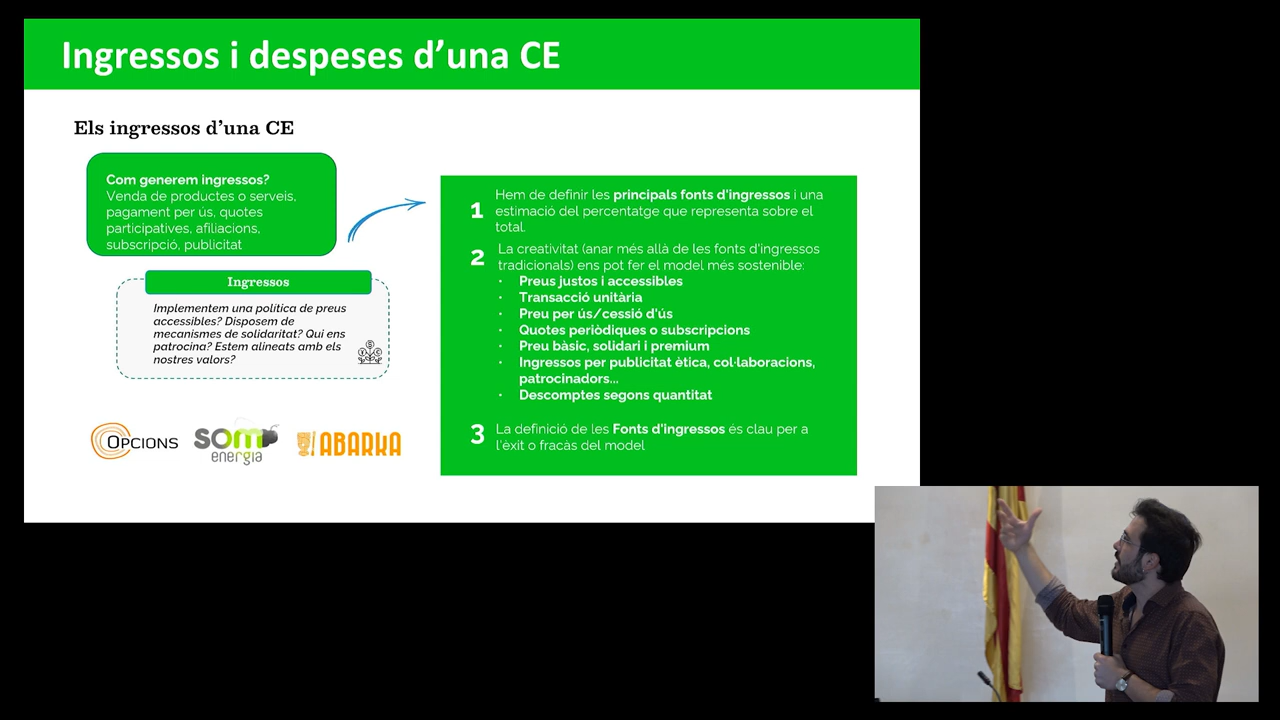 Ingressos i despeses d'una CE
Els ingressos d'una CE
Com generem ingressos?
Venda de productes o serveis,
pagament per ús, quotes
participatives, afiliacions,
subscripció, publicitat
Ingressos
Implementem una política de preus
accessibles? Disposem de
mecanismes de solidaritat? Qui ens
patrocina? Estem alineats amb els
nostres valors?
OPCIONS
som
energia
ABARKA
1 Hem de definir les principals fonts d'ingressos i una
estimació del percentatge que representa sobre el
total.
2 La creativitat (anar més allà de les fonts d'ingressos
tradicionals) ens pot fer el model més sostenible:
• Preus justos i accessibles
• Transacció unitària
• Preu per ús/cessió d'ús
• Quotes periòdiques o subscripcions
• Preu bàsic, solidari i premium
• Ingressos per publicitat ètica, col·laboracions,
patrocinadors...
• Descomptes segons quantitat
3 La definició de les Fonts d'ingressos és clau per a
l'èxit o fracàs del model